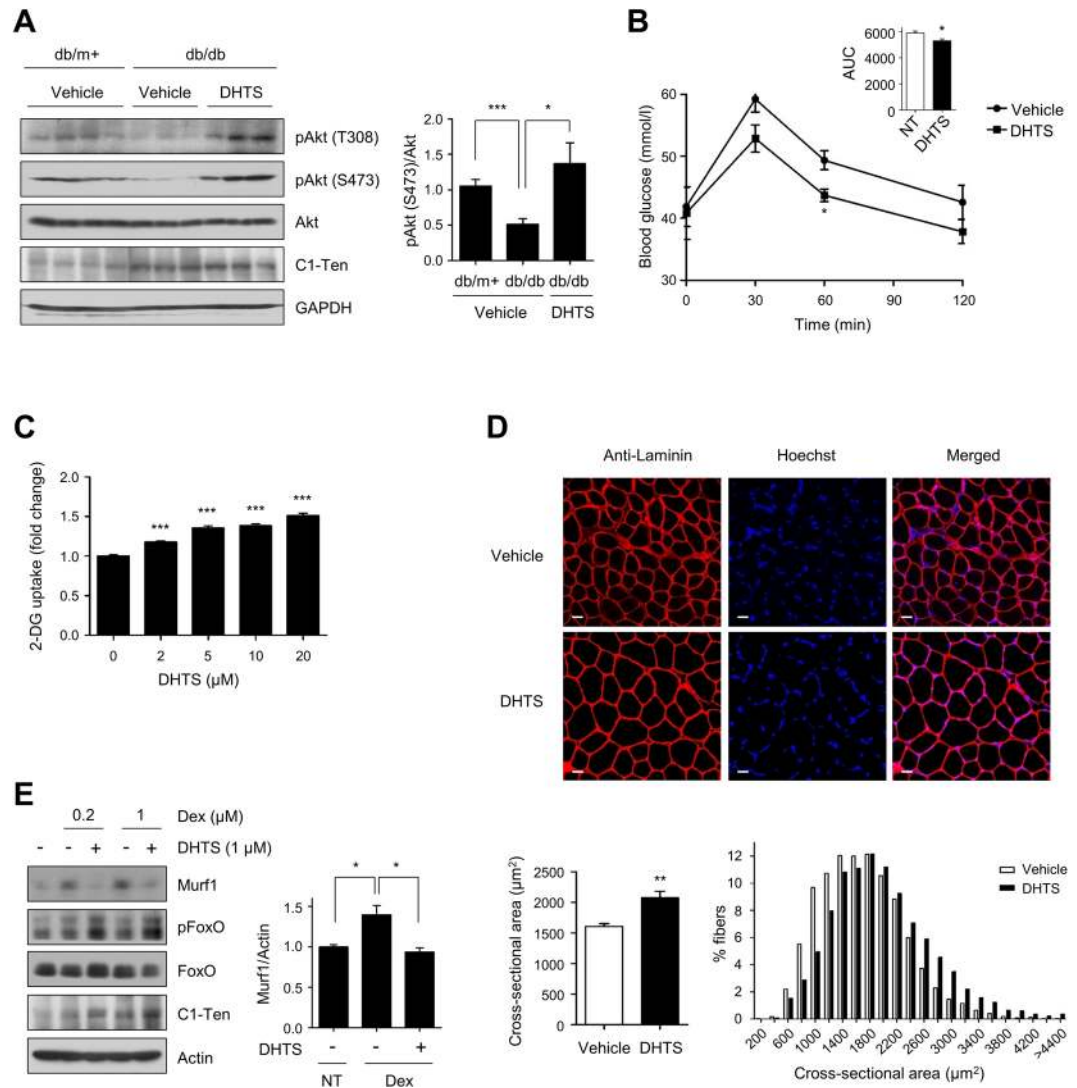 A
db/m+ db/db
Vehicle Vehicle DHTS
pAkt (T308)
pAkt (S473)
Akt
C1-Ten
GAPDH
pAkt (S473)/Akt
2.0
1.5
1.0
0.5
0.0
*** *
db/m+ db/db db/db
Vehicle DHTS
B
Blood glucose (mmol/l)
60
50
40
30
0 30 60 90 120
Time (min)
*
AUC
6000
4000
2000
0
*
NT DHTS
Vehicle
DHTS
C
2-DG uptake (fold change)
2.0
1.5
1.0
0.5
0.0
*** *** *** ***
0 2 5 10 20
DHTS (µM)
D
Anti-Laminin Hoechst Merged
Vehicle
DHTS
Cross-sectional area (µm²)
2500
2000
1500
1000
500
0
**
Vehicle DHTS
% fibers
12
10
8
6
4
2
0
Vehicle
DHTS
200 600 1000 1400 1800 2200 2600 3000 3400 3800 4200 >4400
Cross-sectional area (µm²)
E
0.2 1 Dex (µM)
- - + - + DHTS (1 µM)
Murf1
pFoxO
FoxO
C1-Ten
Actin
Murf1/Actin
1.5
1.0
0.5
0.0
* *
DHTS - - +
NT Dex